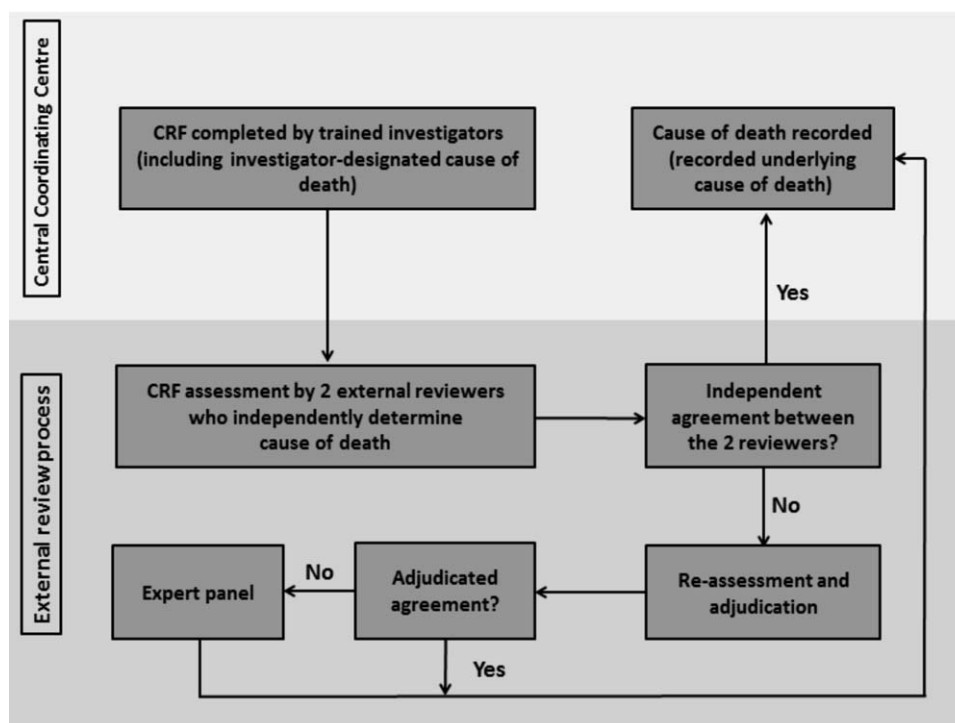 Central Coordinating Centre
CRF completed by trained investigators
(including investigator-designated cause of
death)
Cause of death recorded
(recorded underlying
cause of death)
Yes
External review process
CRF assessment by 2 external reviewers
who independently determine
cause of death
Independent
agreement between
the 2 reviewers?
No
Expert panel
No
Adjudicated
agreement?
Re-assessment and
adjudication
Yes